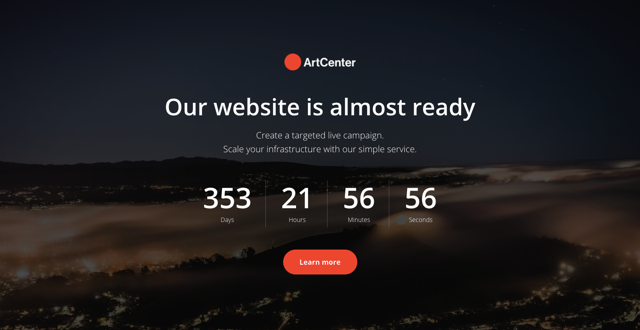 ArtCenter
Our website is almost ready
Create a targeted live campaign.
Scale your infrastructure with our simple service.
353 21 56 56
Days Hours Minutes Seconds
Learn more